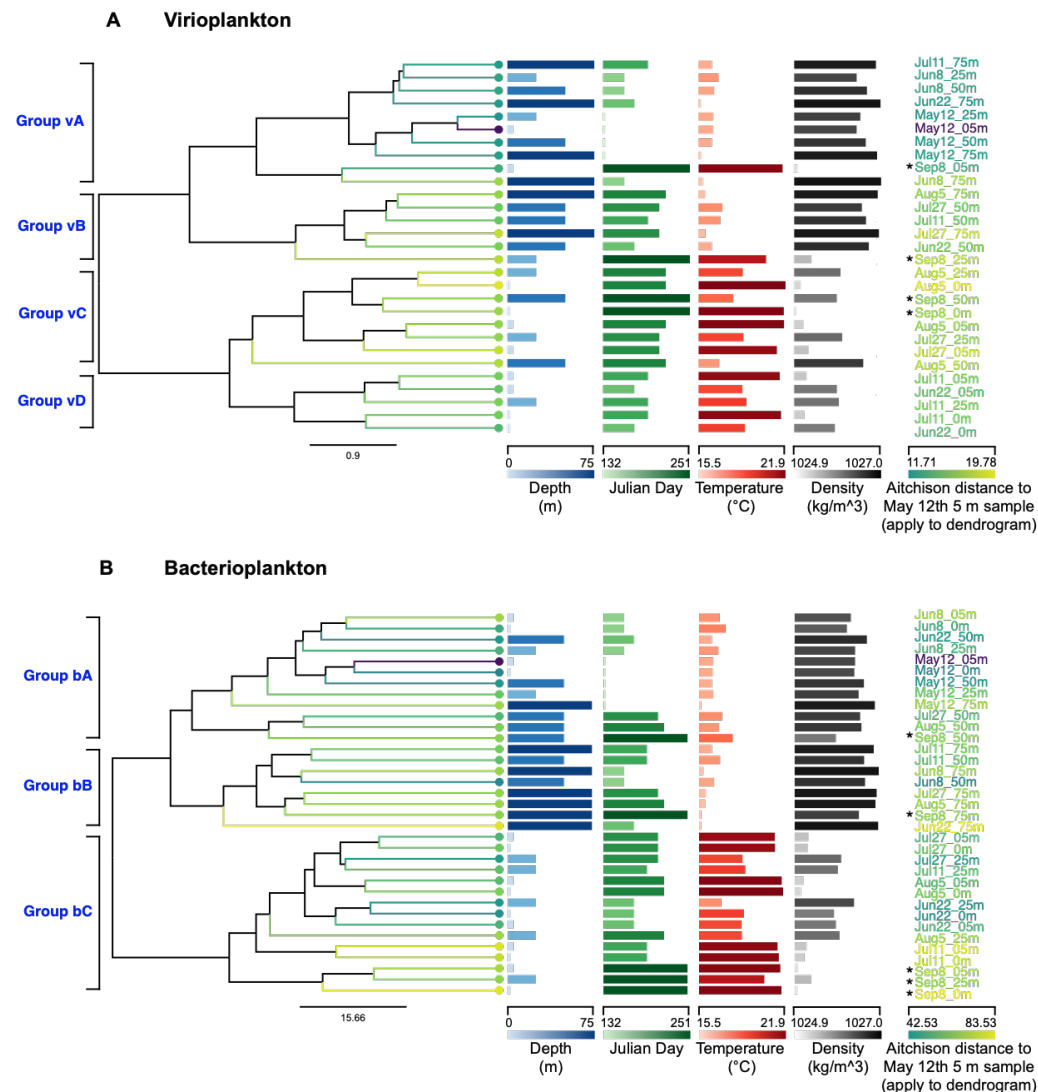 A Virioplankton
Group vA
Group vB
Group vC
Group vD
Jul11_75m
Jun8_25m
Jun8_50m
Jun22_75m
May12_25m
May12_05m
May12_50m
May12_75m
* Sep8_05m
Jun8_75m
Aug5_75m
Jul27_50m
Jul11_50m
Jul27_75m
Jun22_50m
* Sep8_25m
Aug5_25m
Aug5_0m
* Sep8_50m
* Sep8_0m
Aug5_05m
Jul27_25m
Jul27_05m
Aug5_50m
Jul11_05m
Jun22_05m
Jul11_25m
Jul11_0m
Jun22_0m
0.9
0 75 132 251 15.5 21.9 1024.9 1027.0 11.71 19.78
Depth Julian Day Temperature Density Aitchison distance to
(m) (°C) (kg/m^3) May 12th 5 m sample
(apply to dendrogram)
B Bacterioplankton
Group bA
Group bB
Group bC
Jun8_05m
Jun8_0m
Jun22_50m
Jun8_25m
May12_05m
May12_0m
May12_50m
May12_25m
May12_75m
Jul27_50m
Aug5_50m
* Sep8_50m
Jul11_75m
Jul11_50m
Jun8_75m
Jun8_50m
Jul27_75m
Aug5_75m
* Sep8_75m
Jun22_75m
Jul27_05m
Jul27_0m
Jul27_25m
Jul11_25m
Aug5_05m
Aug5_0m
Jun22_25m
Jun22_0m
Jun22_05m
Aug5_25m
Jul11_05m
Jul11_0m
* Sep8_05m
* Sep8_25m
* Sep8_0m
15.66
0 75 132 251 15.5 21.9 1024.9 1027.0 42.53 83.53
Depth Julian Day Temperature Density Aitchison distance to
(m) (°C) (kg/m^3) May 12th 5 m sample
(apply to dendrogram)